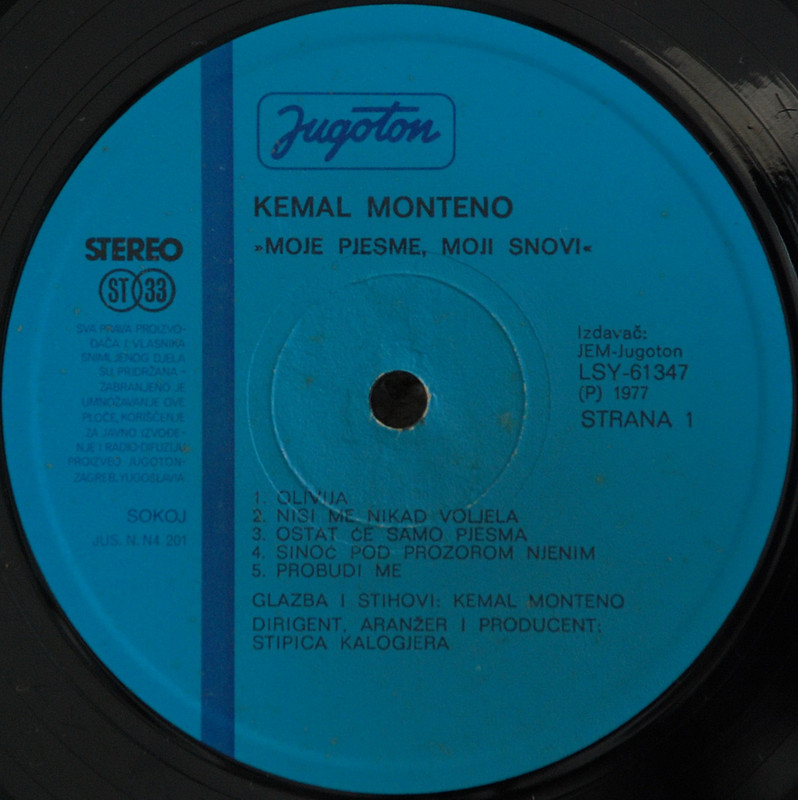 Jugoton
KEMAL MONTENO
»MOJE PJESME, MOJI SNOVI«
STEREO
ST 33
SVA PRAVA PROIZVO-
ĐAČA I VLASNIKA
SNIMLJENOG DJELA
SU PRIDRŽANA -
ZABRANJENO JE
UMNOŽAVANJE OVE
PLOČE, KORIŠĆENJE
ZA JAVNO IZVOĐE-
NJE I RADIO-DIFUZIJA
PROIZVEO JUGOTON-
ZAGREB, YUGOSLAVIA
SOKOJ
JUS. N. N4 201
Izdavač:
JEM-Jugoton
LSY-61347
(P) 1977
STRANA 1
1. OLIVIJA
2. NISI ME NIKAD VOLJELA
3. OSTAT ĆE SAMO PJESMA
4. SINOĆ POD PROZOROM NJENIM
5. PROBUDI ME
GLAZBA I STIHOVI: KEMAL MONTENO
DIRIGENT, ARANŽER I PRODUCENT:
STIPICA KALOGJERA